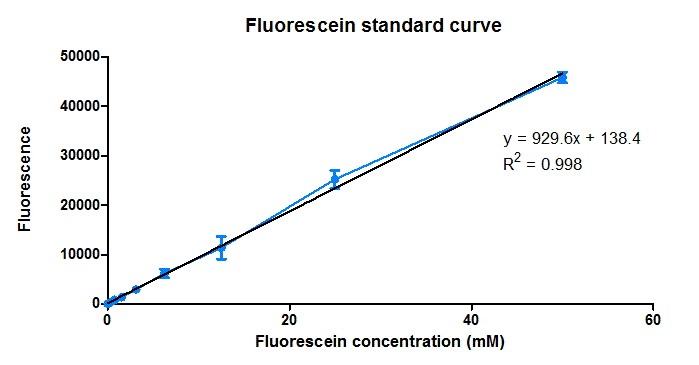 Fluorescein standard curve
50000
40000
30000
20000
10000
0
Fluorescence
y = 929.6x + 138.4
R² = 0.998
0 20 40 60
Fluorescein concentration (mM)